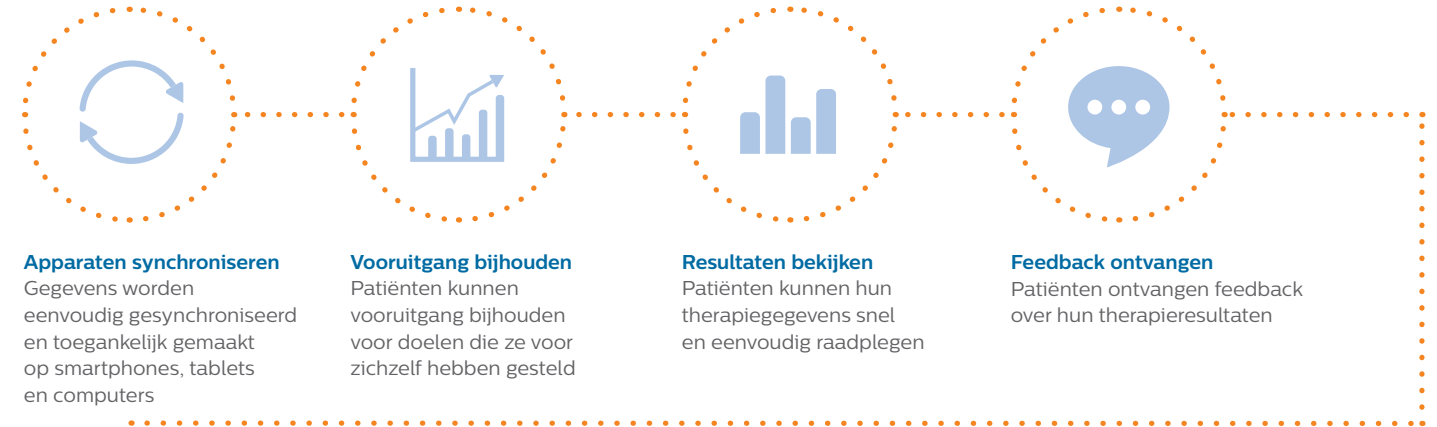 Apparaten synchroniseren
Gegevens worden
eenvoudig gesynchroniseerd
en toegankelijk gemaakt
op smartphones, tablets
en computers
Vooruitgang bijhouden
Patiënten kunnen
vooruitgang bijhouden
voor doelen die ze voor
zichzelf hebben gesteld
Resultaten bekijken
Patiënten kunnen hun
therapiegegevens snel
en eenvoudig raadplegen
Feedback ontvangen
Patiënten ontvangen feedback
over hun therapieresultaten